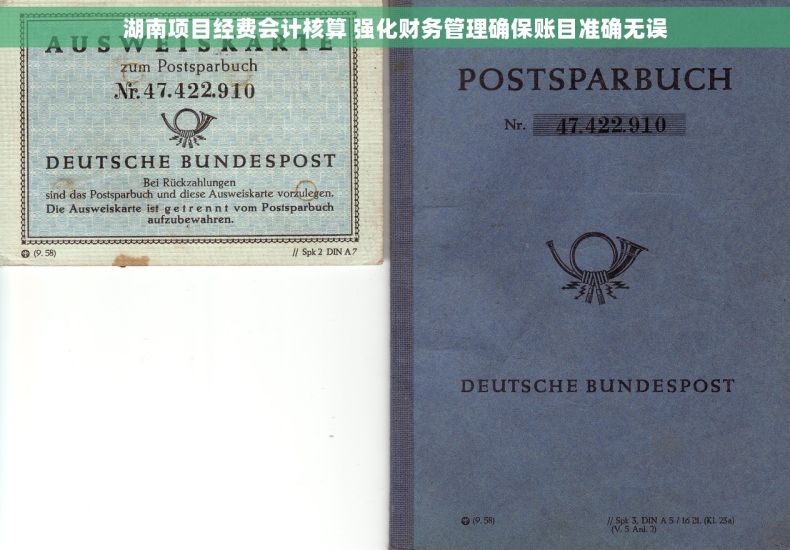 湖南项目经费会计核算 强化财务管理确保账目准确无误
AUSWEISKARTE
zum Postsparbuch
Nr. 47.422.910
DEUTSCHE BUNDESPOST
Bei Rückzahlungen
sind das Postsparbuch und diese Ausweiskarte vorzulegen.
Die Ausweiskarte ist getrennt vom Postsparbuch
aufzubewahren.
(9. 58)
// Spk 2 DIN A 7
POSTSPARBUCH
Nr. 47.422.910
DEUTSCHE BUNDESPOST
(9. 58)
// Spk 3, DIN A 5 / 16 Bl. (Kl. 23a)
(V. 5 Anl. 2)